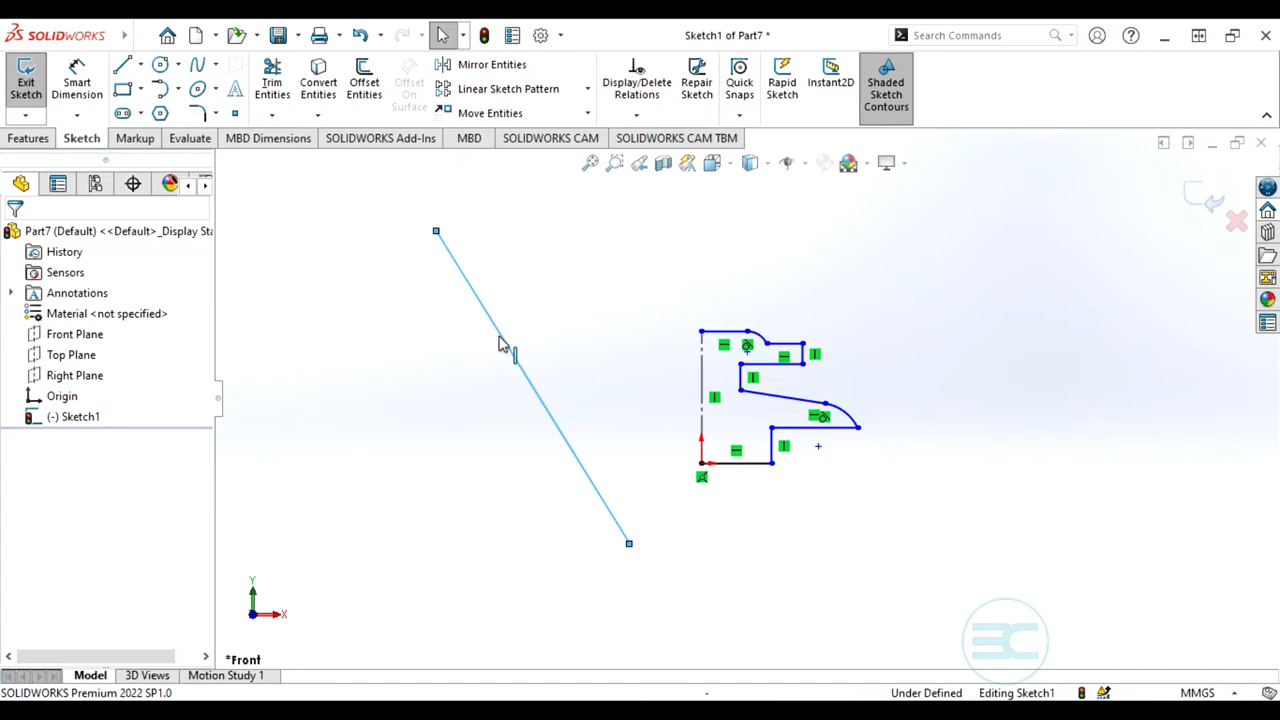 SOLIDWORKS
Sketch1 of Part7 *
Search Commands
Exit Sketch
Smart Dimension
Trim Entities
Convert Entities
Offset Entities
Offset On Surface
Mirror Entities
Linear Sketch Pattern
Move Entities
Display/Delete Relations
Repair Sketch
Quick Snaps
Rapid Sketch
Instant2D
Shaded Sketch Contours
Features
Sketch
Markup
Evaluate
MBD Dimensions
SOLIDWORKS Add-Ins
MBD
SOLIDWORKS CAM
SOLIDWORKS CAM TBM
Part7 (Default) <<Default>_Display Sta
History
Sensors
Annotations
Material <not specified>
Front Plane
Top Plane
Right Plane
Origin
(-) Sketch1
Y
X
*Front
Model
3D Views
Motion Study 1
SOLIDWORKS Premium 2022 SP1.0
-
Under Defined
Editing Sketch1
MMGS